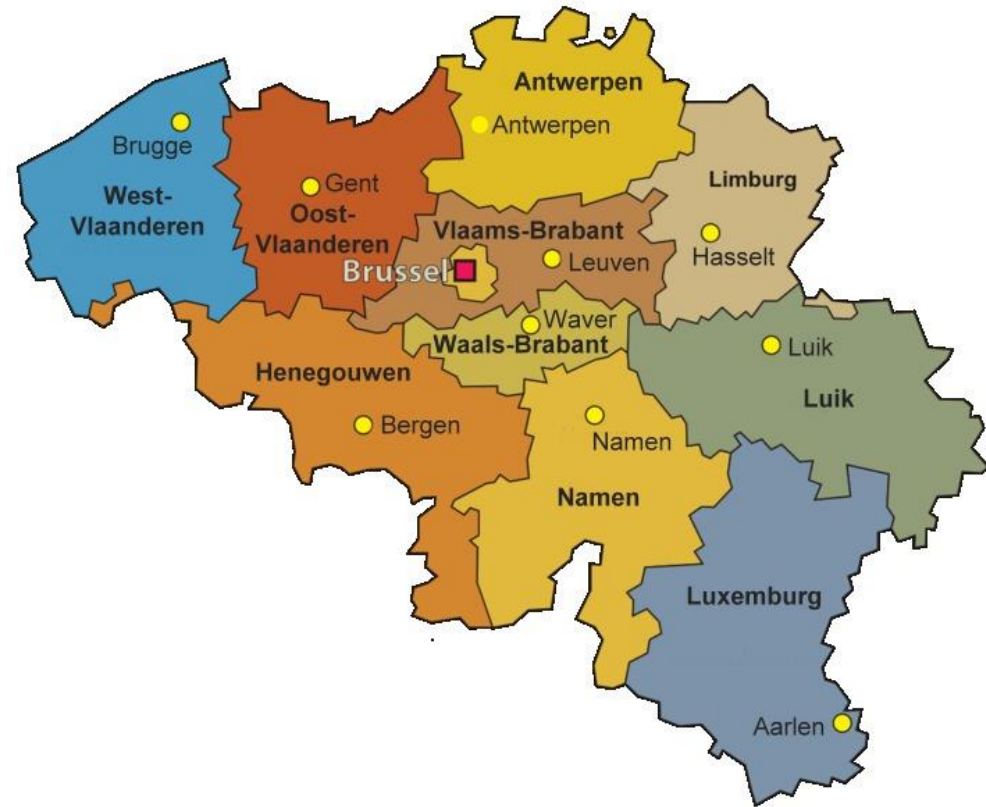 Antwerpen
Antwerpen
Brugge
West-
Vlaanderen
Gent
Oost-
Vlaanderen
Limburg
Hasselt
Vlaams-Brabant
Leuven
Brussel
Waver
Waals-Brabant
Henegouwen
Bergen
Luik
Luik
Namen
Namen
Luxemburg
Aarlen